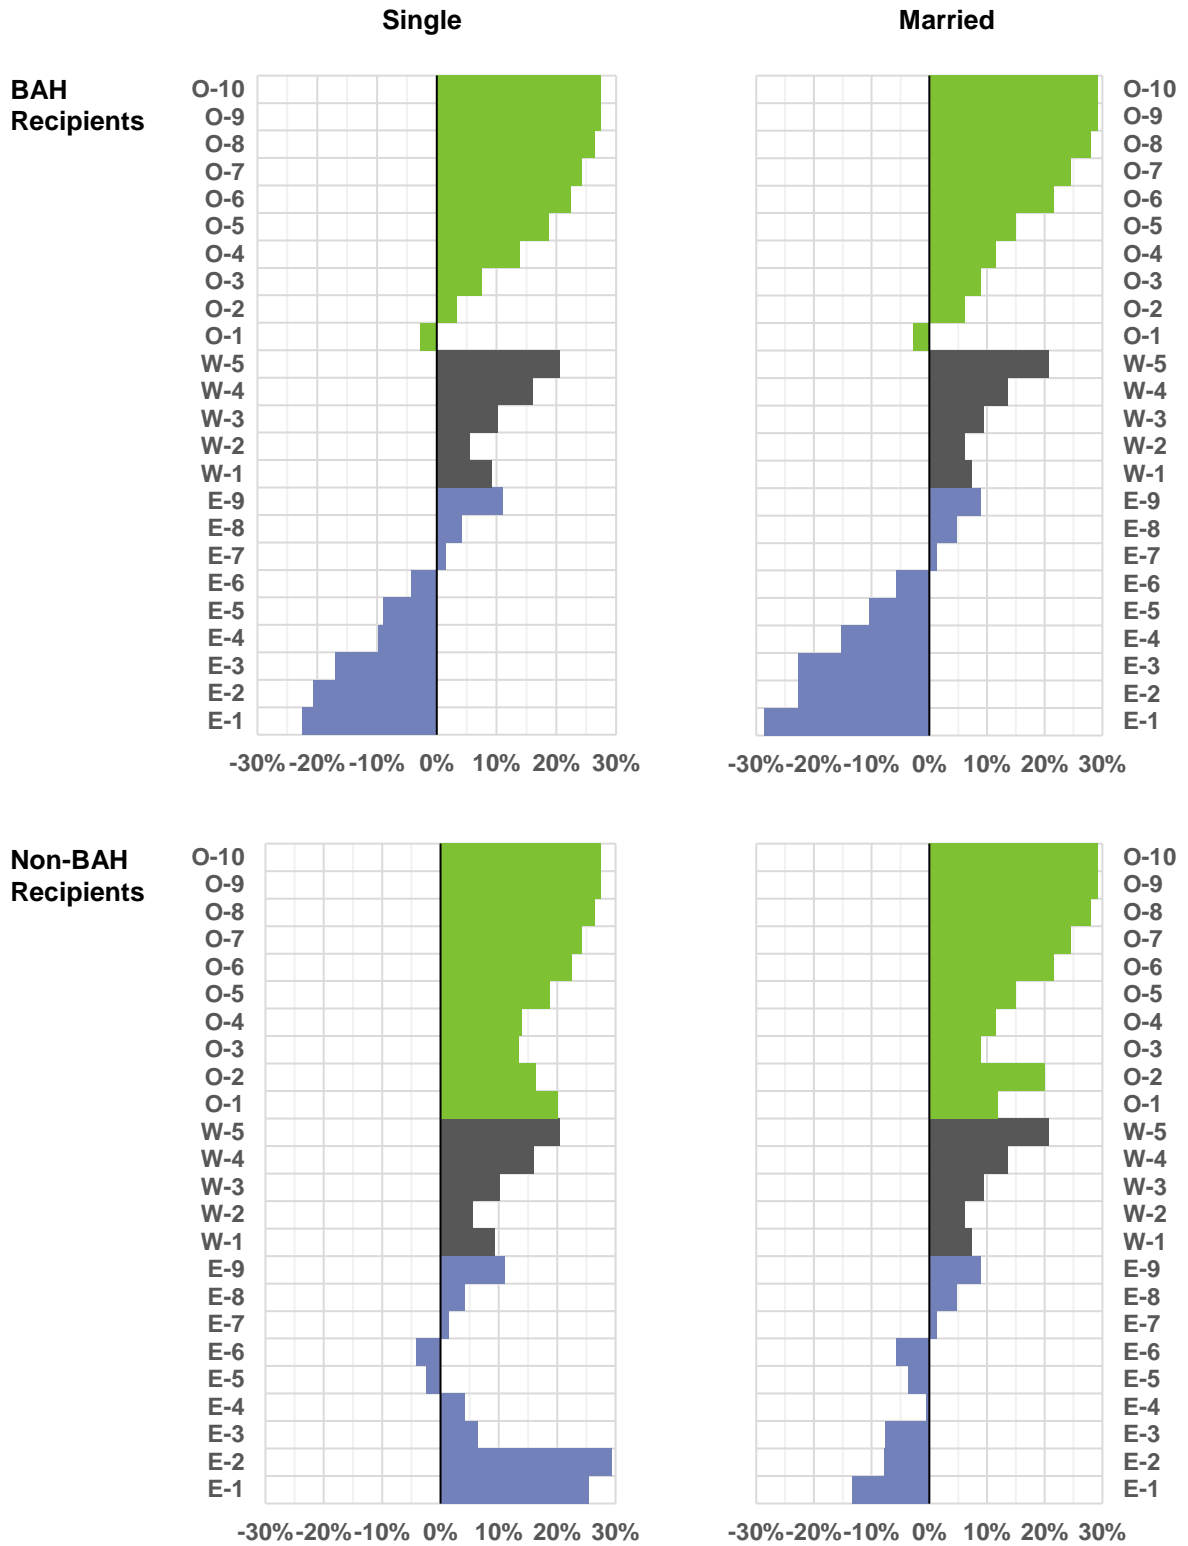 Single Married
BAH
Recipients
O-10 O-10
O-9 O-9
O-8 O-8
O-7 O-7
O-6 O-6
O-5 O-5
O-4 O-4
O-3 O-3
O-2 O-2
O-1 O-1
W-5 W-5
W-4 W-4
W-3 W-3
W-2 W-2
W-1 W-1
E-9 E-9
E-8 E-8
E-7 E-7
E-6 E-6
E-5 E-5
E-4 E-4
E-3 E-3
E-2 E-2
E-1 E-1
-30% -20% -10% 0% 10% 20% 30% -30% -20% -10% 0% 10% 20% 30%
Non-BAH
Recipients
O-10 O-10
O-9 O-9
O-8 O-8
O-7 O-7
O-6 O-6
O-5 O-5
O-4 O-4
O-3 O-3
O-2 O-2
O-1 O-1
W-5 W-5
W-4 W-4
W-3 W-3
W-2 W-2
W-1 W-1
E-9 E-9
E-8 E-8
E-7 E-7
E-6 E-6
E-5 E-5
E-4 E-4
E-3 E-3
E-2 E-2
E-1 E-1
-30% -20% -10% 0% 10% 20% 30% -30% -20% -10% 0% 10% 20% 30%